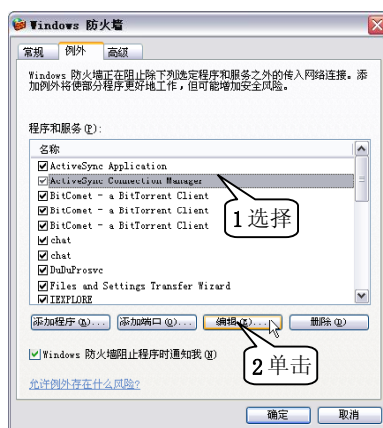 Windows 防火墙
常规 例外 高级
Windows 防火墙正在阻止除下列选定程序和服务之外的传入网络连接。添
加例外将使部分程序更好地工作，但可能增加安全风险。
程序和服务(P):
名称
ActiveSync Application
ActiveSync Connection Manager
BitComet - a BitTorrent Client
BitComet - a BitTorrent Client
BitComet - a BitTorrent Client
1 选择
chat
chat
DuDuProsvc
Files and Settings Transfer Wizard
IEXPLORE
添加程序(R)... 添加端口(O)... 编辑(E)... 删除(D)
Windows 防火墙阻止程序时通知我(N)
2 单击
允许例外存在什么风险?
确定 取消